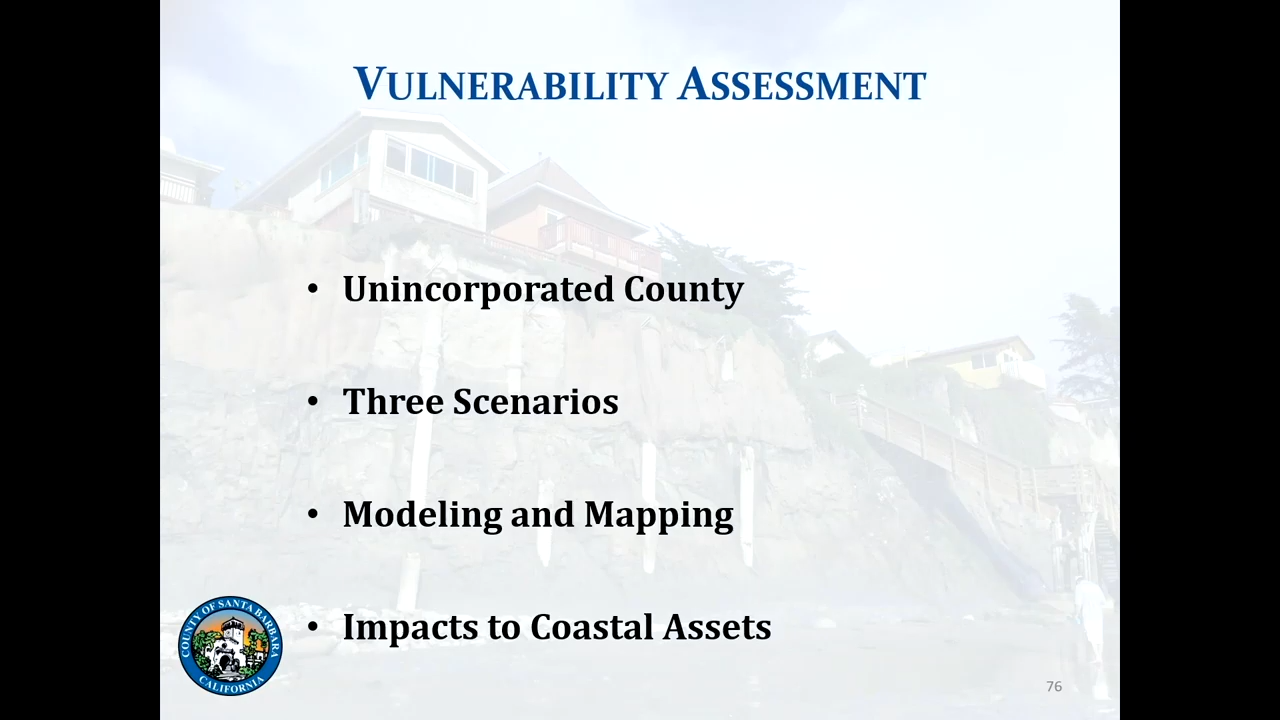 VULNERABILITY ASSESSMENT
• Unincorporated County
• Three Scenarios
• Modeling and Mapping
• Impacts to Coastal Assets
COUNTY OF SANTA BARBARA
CALIFORNIA
76